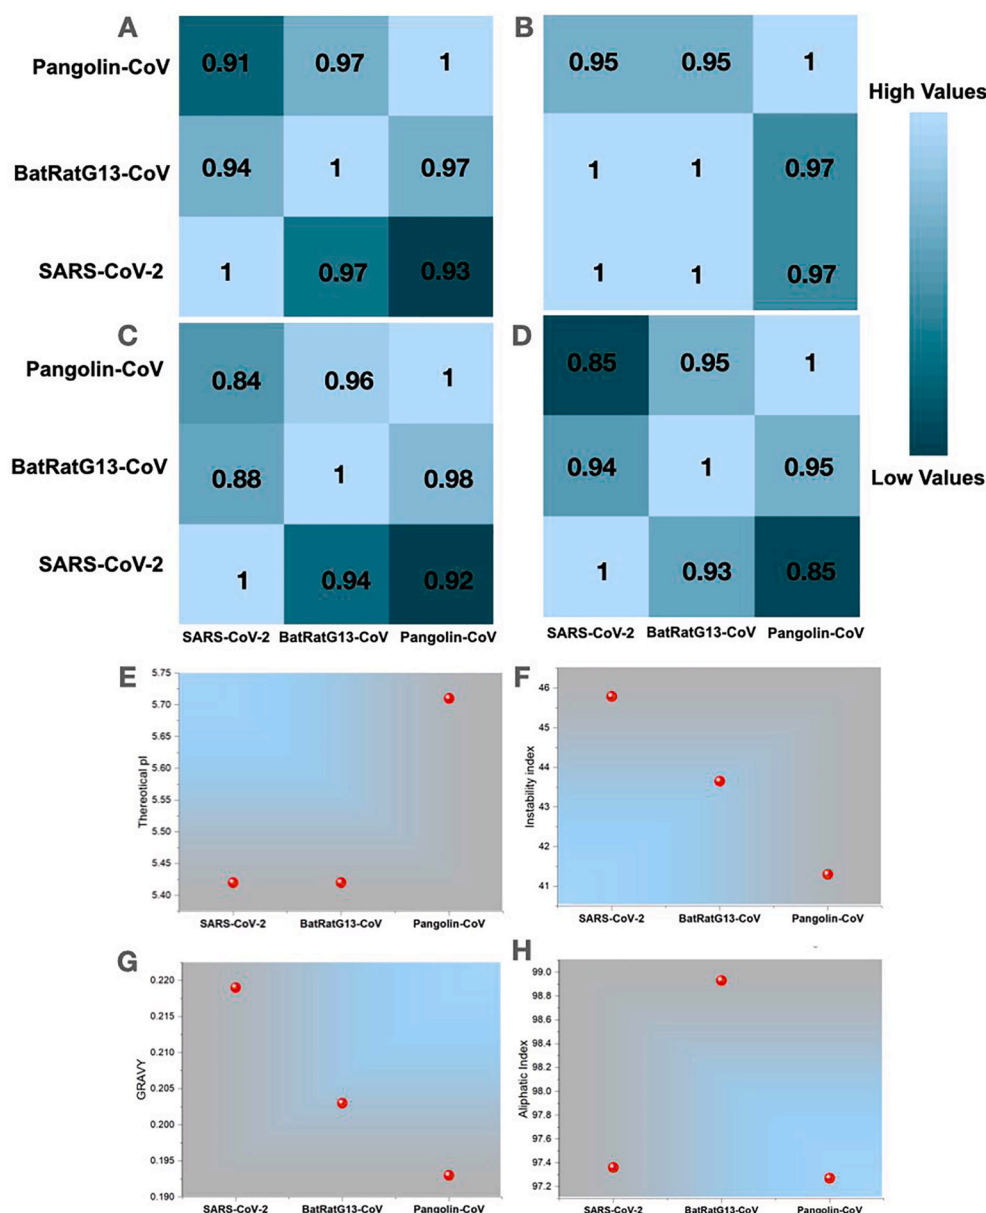 A
B
Pangolin-CoV 0.91 0.97 1
0.95 0.95 1
High Values
BatRatG13-CoV 0.94 1 0.97
1 1 0.97
SARS-CoV-2 1 0.97 0.93
1 1 0.97
C
D
Pangolin-CoV 0.84 0.96 1
0.85 0.95 1
BatRatG13-CoV 0.88 1 0.98
0.94 1 0.95
Low Values
SARS-CoV-2 1 0.94 0.92
1 0.93 0.85
SARS-CoV-2 BatRatG13-CoV Pangolin-CoV
SARS-CoV-2 BatRatG13-CoV Pangolin-CoV
E
5.75
5.70
5.65
5.60
5.55
5.50
5.45
5.40
Thereotical pI
SARS-CoV-2 BatRatG13-CoV Pangolin-CoV
F
46
45
44
43
42
41
Instability index
SARS-CoV-2 BatRatG13-CoV Pangolin-CoV
G
0.220
0.215
0.210
0.205
0.200
0.195
0.190
GRAVY
SARS-CoV-2 BatRatG13-CoV Pangolin-CoV
H
99.0
98.8
98.6
98.4
98.2
98.0
97.8
97.6
97.4
97.2
Aliphatic Index
SARS-CoV-2 BatRatG13-CoV Pangolin-CoV